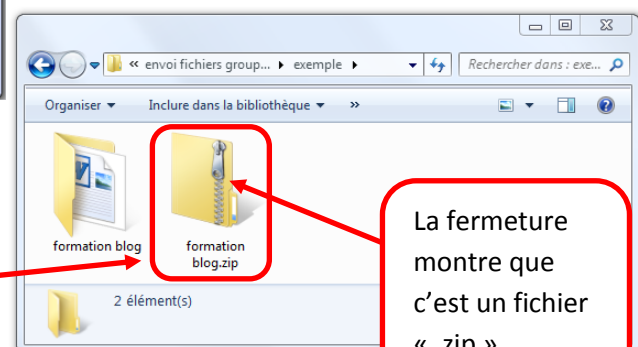 « envoi fichiers group... ▸ exemple ▸
Rechercher dans : exe...
Organiser ▾ Inclure dans la bibliothèque ▾ »
formation blog
formation
blog.zip
2 élément(s)
La fermeture
montre que
c'est un fichier
« .zip »